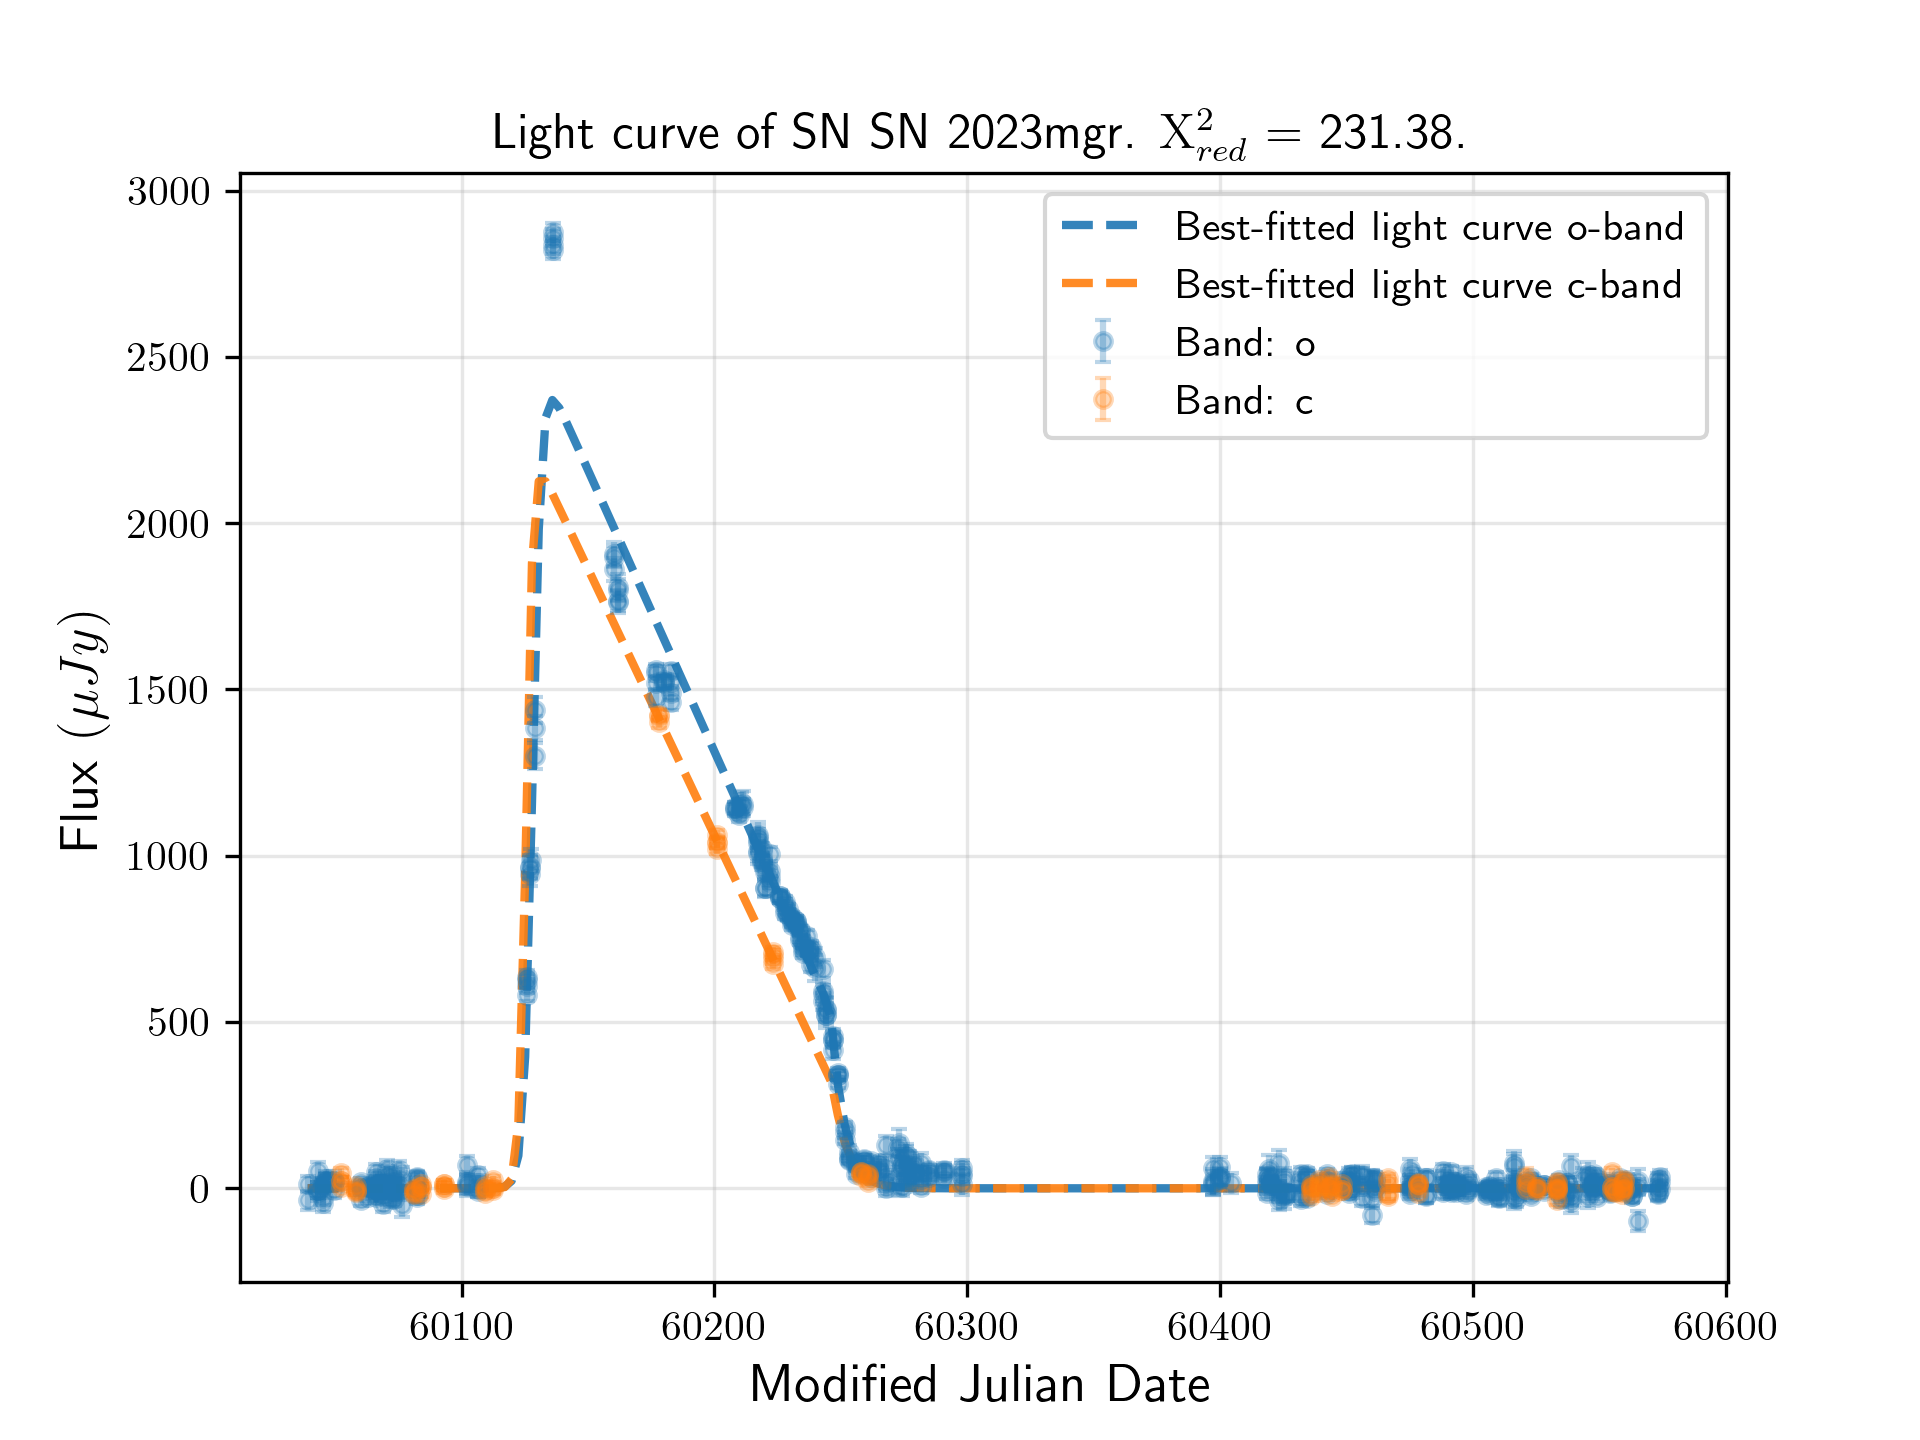 Light curve of SN SN 2023mgr. X²_red = 231.38.
3000
2500
2000
1500
1000
500
0
Flux (μJy)
Best-fitted light curve o-band
Best-fitted light curve c-band
Band: o
Band: c
60100 60200 60300 60400 60500 60600
Modified Julian Date